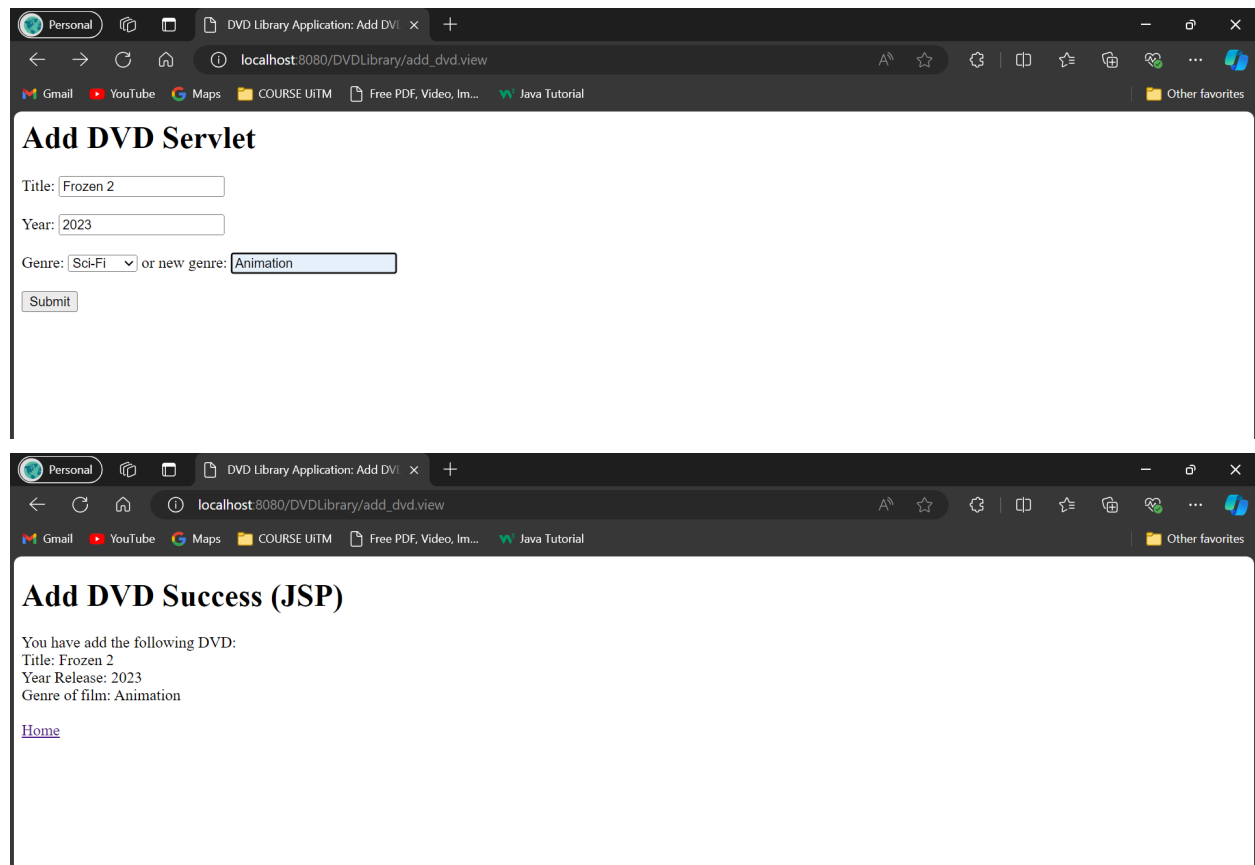 Personal
DVD Library Application: Add DVD
localhost:8080/DVDLibrary/add_dvd.view
Gmail YouTube Maps COURSE UiTM Free PDF, Video, Im... Java Tutorial Other favorites
Add DVD Servlet
Title: Frozen 2
Year: 2023
Genre: Sci-Fi or new genre: Animation
Submit
Personal
DVD Library Application: Add DVD
localhost:8080/DVDLibrary/add_dvd.view
Gmail YouTube Maps COURSE UiTM Free PDF, Video, Im... Java Tutorial Other favorites
Add DVD Success (JSP)
You have add the following DVD:
Title: Frozen 2
Year Release: 2023
Genre of film: Animation
Home